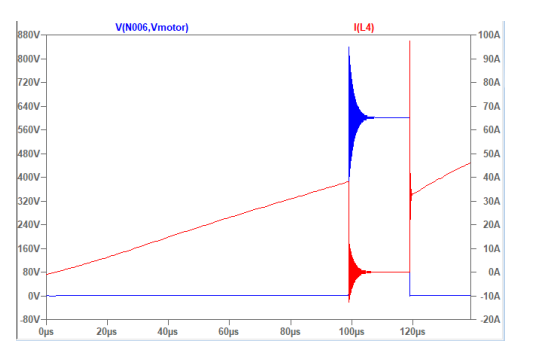 V(N006,Vmotor) I(L4)
880V 100A
800V 90A
720V 80A
640V 70A
560V 60A
480V 50A
400V 40A
320V 30A
240V 20A
160V 10A
80V 0A
0V -10A
-80V -20A
0µs 20µs 40µs 60µs 80µs 100µs 120µs